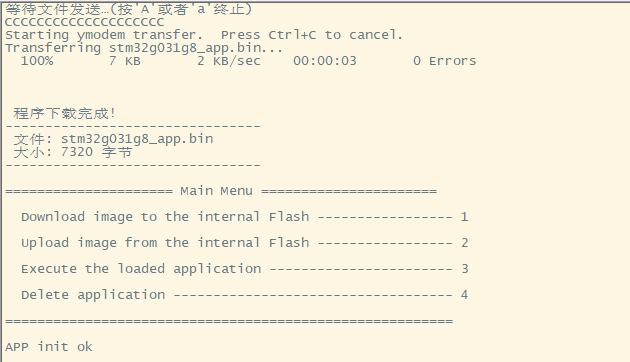 等待文件发送…(按'A'或者'a'终止)
CCCCCCCCCCCCCCCCCCCC
Starting ymodem transfer.  Press Ctrl+C to cancel.
Transferring stm32g031g8_app.bin...
  100%       7 KB       2 KB/sec    00:00:03       0 Errors
程序下载完成!
--------------------------------
文件: stm32g031g8_app.bin
大小: 7320 字节
--------------------------------
===================== Main Menu ======================
Download image to the internal Flash ----------------- 1
Upload image from the internal Flash ----------------- 2
Execute the loaded application ----------------------- 3
Delete application ----------------------------------- 4
========================================================
APP init ok